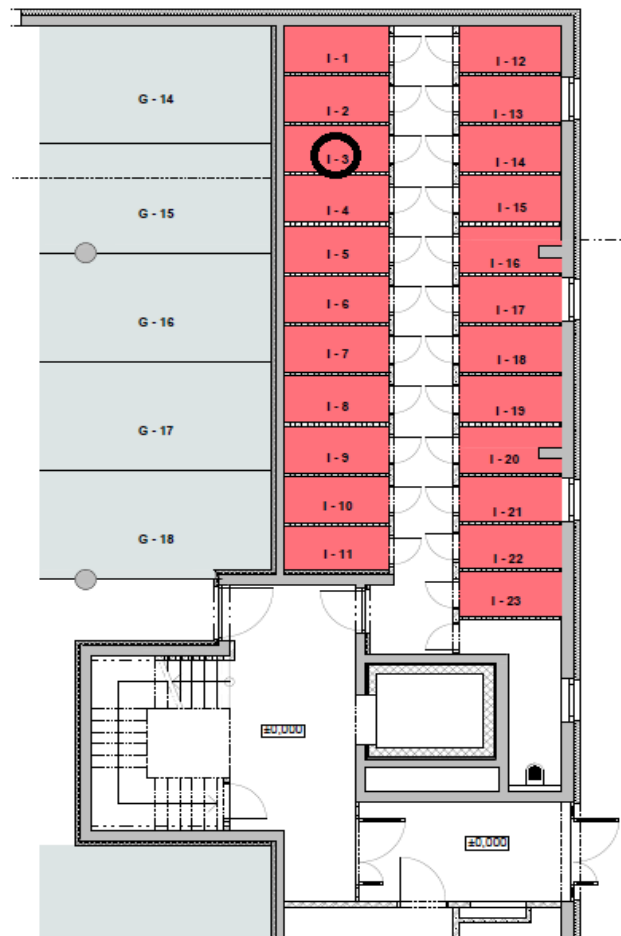 I - 1
I - 2
I - 3
I - 4
I - 5
I - 6
I - 7
I - 8
I - 9
I - 10
I - 11
I - 12
I - 13
I - 14
I - 15
I - 16
I - 17
I - 18
I - 19
I - 20
I - 21
I - 22
I - 23
G - 14
G - 15
G - 16
G - 17
G - 18
±0,000
±0,000